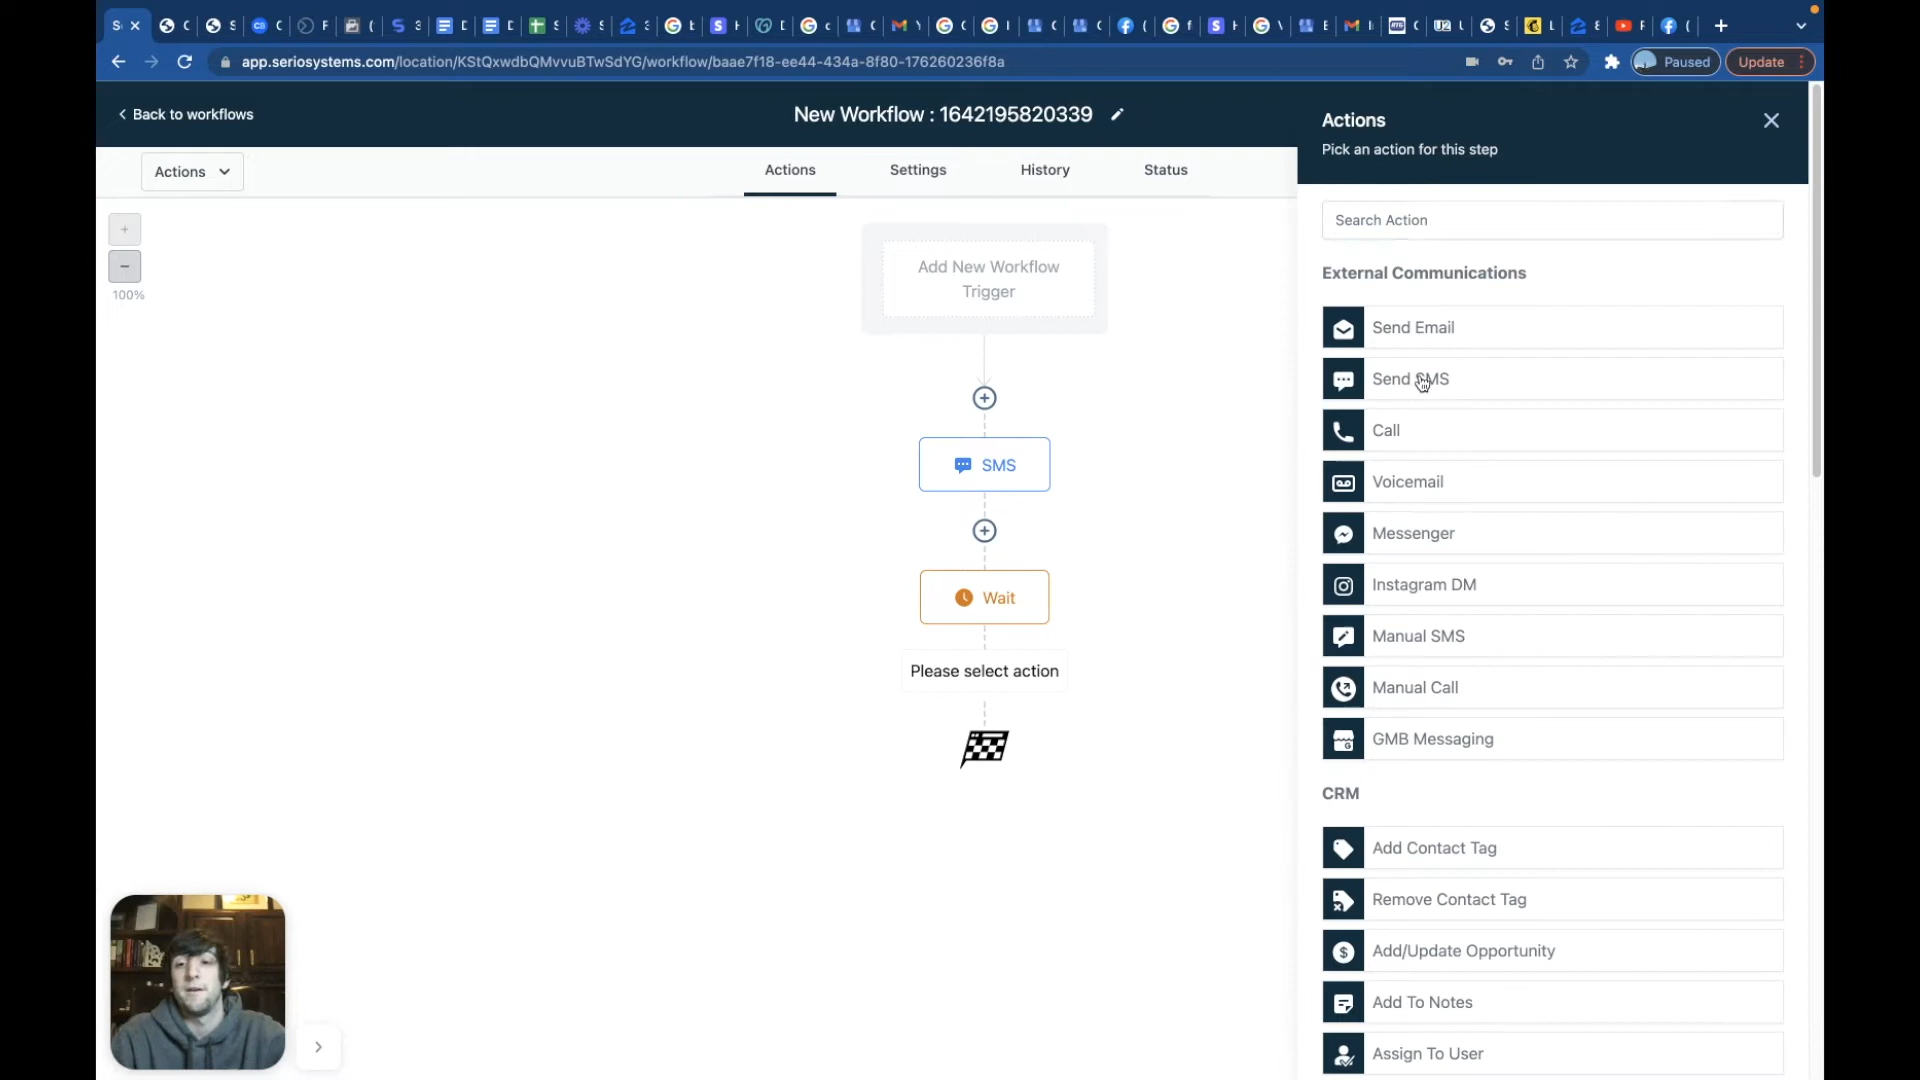 app.seriosystems.com/location/KStQxwdbQMvvuBTwSdYG/workflow/baae7f18-ee44-434a-8f80-176260236f8a
Paused
Update
Back to workflows
New Workflow : 1642195820339
Actions
Actions
Settings
History
Status
+
−
100%
Add New Workflow
Trigger
SMS
Wait
Please select action
Actions
Pick an action for this step
Search Action
External Communications
Send Email
Send SMS
Call
Voicemail
Messenger
Instagram DM
Manual SMS
Manual Call
GMB Messaging
CRM
Add Contact Tag
Remove Contact Tag
Add/Update Opportunity
Add To Notes
Assign To User